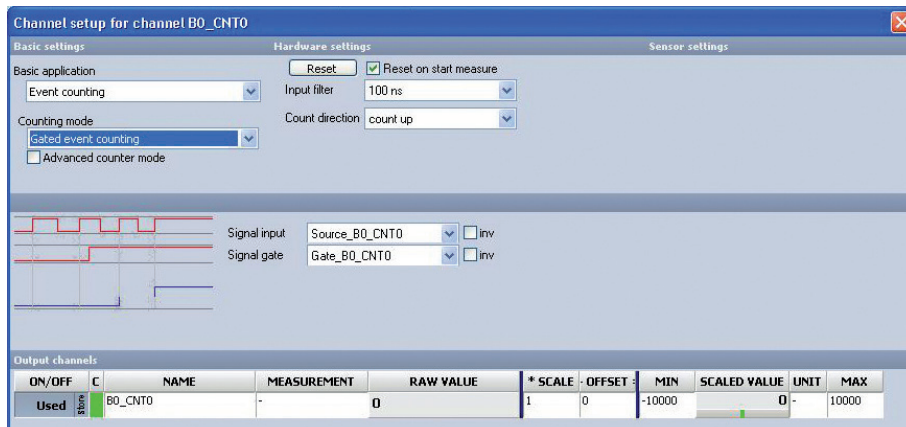 Channel setup for channel B0_CNT0
Basic settings
Hardware settings
Sensor settings
Basic application
Event counting
Counting mode
Gated event counting
Advanced counter mode
Reset
Reset on start measure
Input filter
100 ns
Count direction
count up
Signal input
Source_B0_CNT0
inv
Signal gate
Gate_B0_CNT0
inv
Output channels
ON/OFF C NAME MEASUREMENT RAW VALUE * SCALE - OFFSET = MIN SCALED VALUE UNIT MAX
Used Store B0_CNT0 - 0 1 0 -10000 0 - 10000